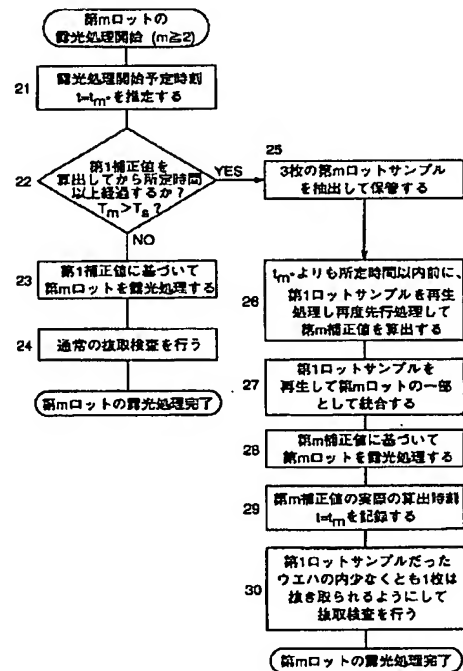 第mロットの
露光処理開始 (m≧2)
21
露光処理開始予定時刻
t=tm*を推定する
22
第1補正値を
算出してから所定時間
以上経過するか?
Tm>Ta?
YES
NO
23
第1補正値に基づいて
第mロットを露光処理する
24
通常の抜取検査を行う
第mロットの露光処理完了
25
3枚の第mロットサンプル
を抽出して保管する
26
tm*よりも所定時間以内前に、
第1ロットサンプルを再生
処理し再度先行処理して
第m補正値を算出する
27
第1ロットサンプルを
再生して第mロットの一部
として統合する
28
第m補正値に基づいて
第mロットを露光処理する
29
第m補正値の実際の算出時刻
t=tmを記録する
30
第1ロットサンプルだった
ウエハの内少なくとも1枚は
抜き取られるようにして
抜取検査を行う
第mロットの露光処理完了